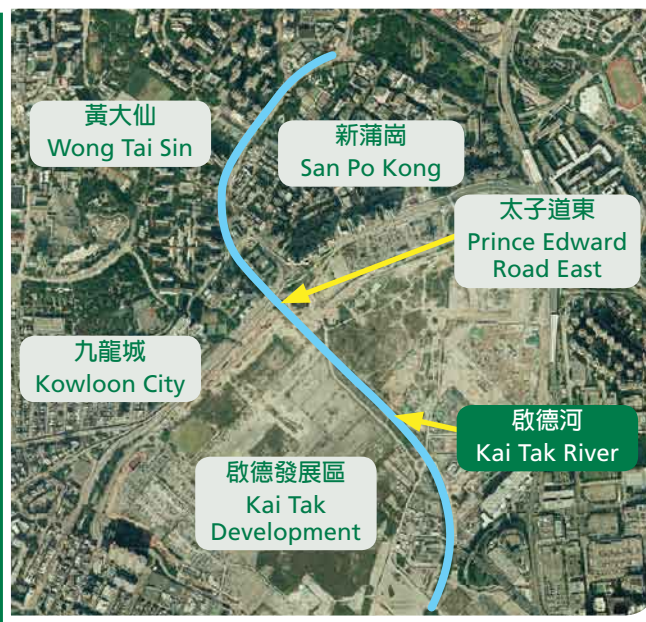 黃大仙
Wong Tai Sin
新蒲崗
San Po Kong
太子道東
Prince Edward
Road East
九龍城
Kowloon City
啟德河
Kai Tak River
啟德發展區
Kai Tak
Development